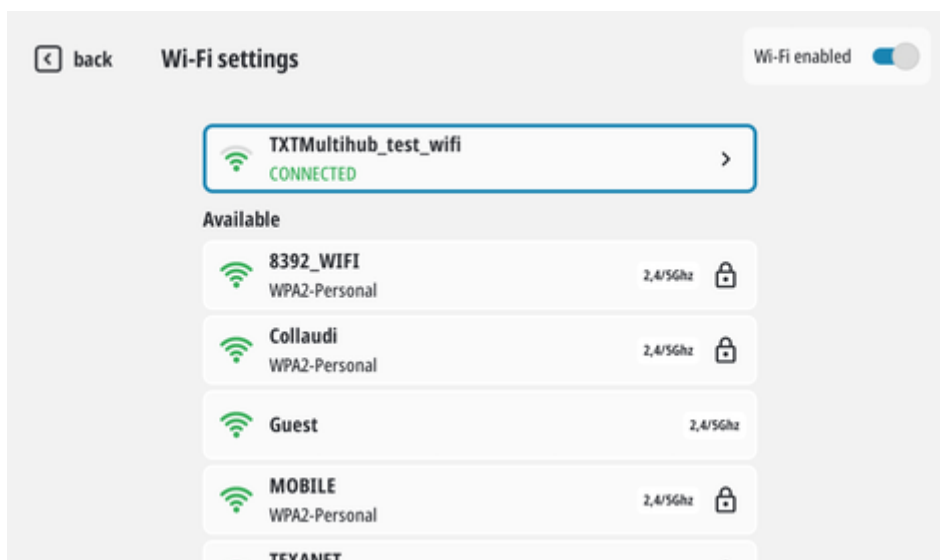 back
Wi-Fi settings
Wi-Fi enabled
TXTMultihub_test_wifi
CONNECTED
Available
8392_WIFI
WPA2-Personal
2,4/5Ghz
Collaudi
WPA2-Personal
2,4/5Ghz
Guest
2,4/5Ghz
MOBILE
WPA2-Personal
2,4/5Ghz
TEXANET